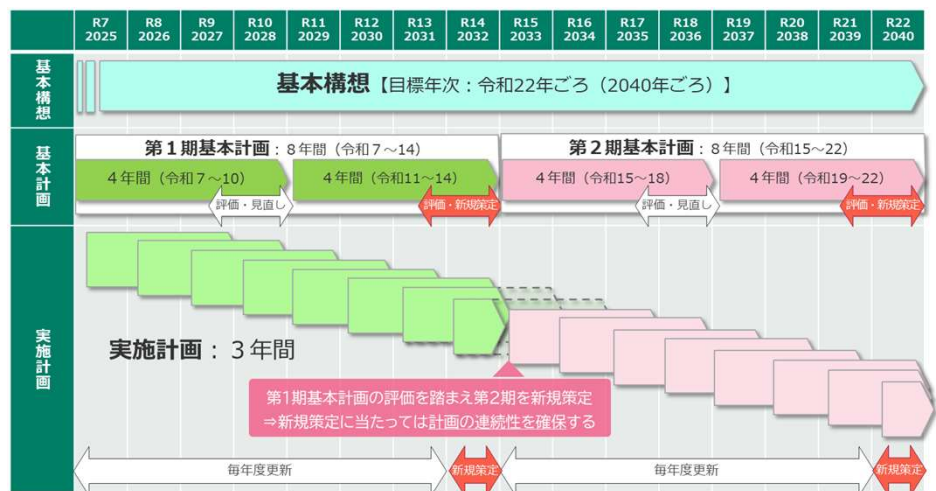 R7 R8 R9 R10 R11 R12 R13 R14 R15 R16 R17 R18 R19 R20 R21 R22
2025 2026 2027 2028 2029 2030 2031 2032 2033 2034 2035 2036 2037 2038 2039 2040
基本構想
基本構想【目標年次：令和22年ごろ（2040年ごろ）】
基本計画
第１期基本計画：８年間（令和７～14）
第２期基本計画：８年間（令和15～22）
４年間（令和７～10）
４年間（令和11～14）
４年間（令和15～18）
４年間（令和19～22）
評価・見直し
評価・新規策定
評価・見直し
評価・新規策定
実施計画
実施計画：３年間
第1期基本計画の評価を踏まえ第2期を新規策定
⇒新規策定に当たっては計画の連続性を確保する
毎年度更新
新規策定
毎年度更新
新規策定